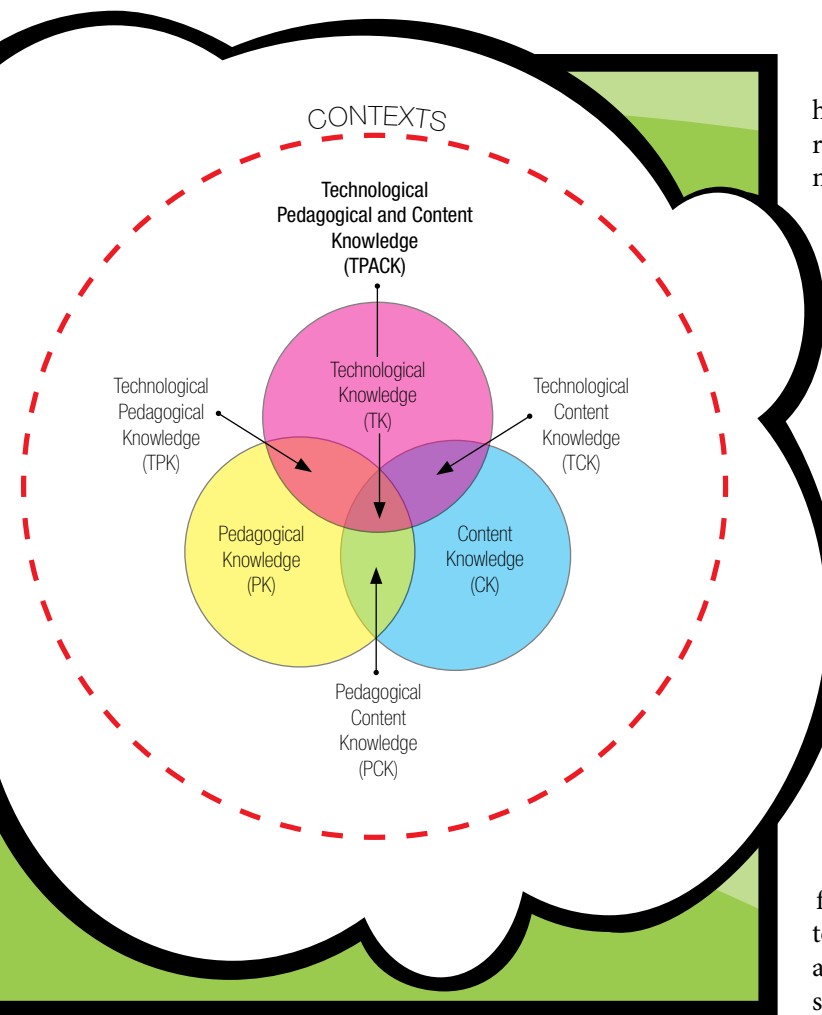 CONTEXTS
Technological
Pedagogical and Content
Knowledge
(TPACK)
Technological
Knowledge
(TK)
Technological
Pedagogical
Knowledge
(TPK)
Technological
Content
Knowledge
(TCK)
Pedagogical
Knowledge
(PK)
Content
Knowledge
(CK)
Pedagogical
Content
Knowledge
(PCK)